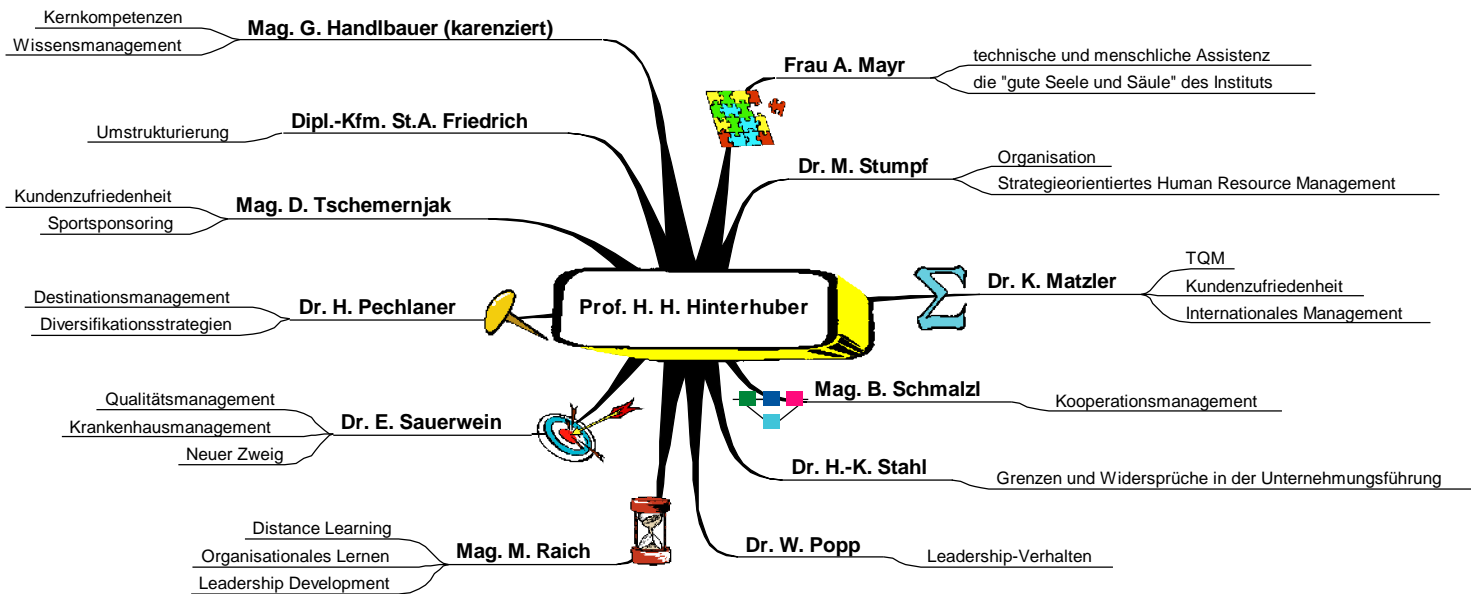 Kernkompetenzen
Wissensmanagement
Mag. G. Handlbauer (karenziert)
Umstrukturierung
Dipl.-Kfm. St.A. Friedrich
Kundenzufriedenheit
Sportsponsoring
Mag. D. Tschemernjak
Destinationsmanagement
Diversifikationsstrategien
Dr. H. Pechlaner
Qualitätsmanagement
Krankenhausmanagement
Neuer Zweig
Dr. E. Sauerwein
Distance Learning
Organisationales Lernen
Leadership Development
Mag. M. Raich
Prof. H. H. Hinterhuber
Frau A. Mayr
technische und menschliche Assistenz
die "gute Seele und Säule" des Instituts
Dr. M. Stumpf
Organisation
Strategieorientiertes Human Resource Management
Dr. K. Matzler
TQM
Kundenzufriedenheit
Internationales Management
Mag. B. Schmalzl
Kooperationsmanagement
Dr. H.-K. Stahl
Grenzen und Widersprüche in der Unternehmungsführung
Dr. W. Popp
Leadership-Verhalten